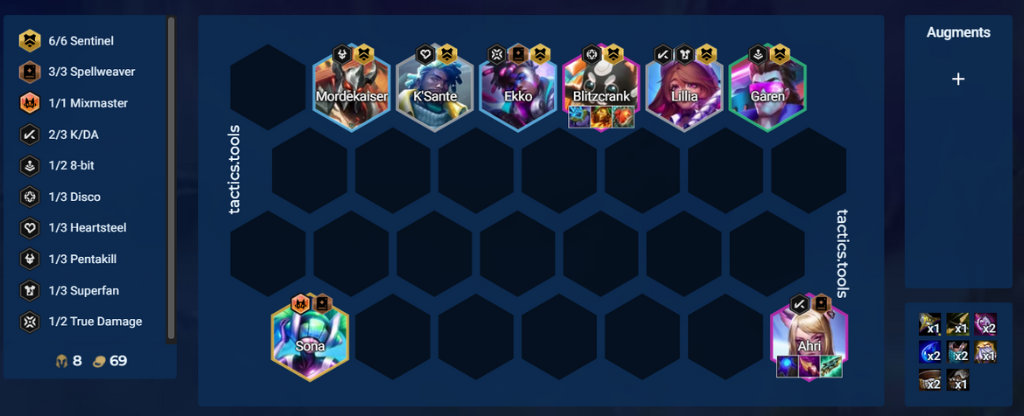 6/6 Sentinel
3/3 Spellweaver
1/1 Mixmaster
2/3 K/DA
1/2 8-bit
1/3 Disco
1/3 Heartsteel
1/3 Pentakill
1/3 Superfan
1/2 True Damage
8 69
tactics.tools
Mordekaiser K'Sante Ekko Blitzcrank Lillia Garen
tactics.tools
Sona Ahri
Augments
+
x1 x1 x2
x2 x2 x1
x2 x1